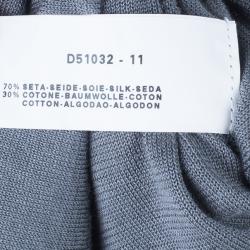 D51032 - 11
70% SETA-SEIDE-SOIE-SILK-SEDA
30% COTONE-BAUMWOLLE-COTON
COTTON-ALGODAO-ALGODON